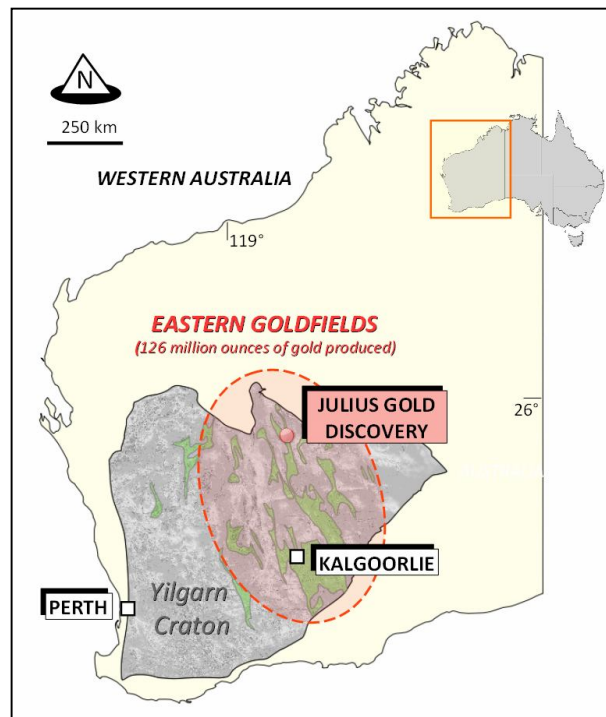 N
250 km
WESTERN AUSTRALIA
119°
EASTERN GOLDFIELDS
(126 million ounces of gold produced)
JULIUS GOLD
DISCOVERY
26°
KALGOORLIE
PERTH
Yilgarn
Craton